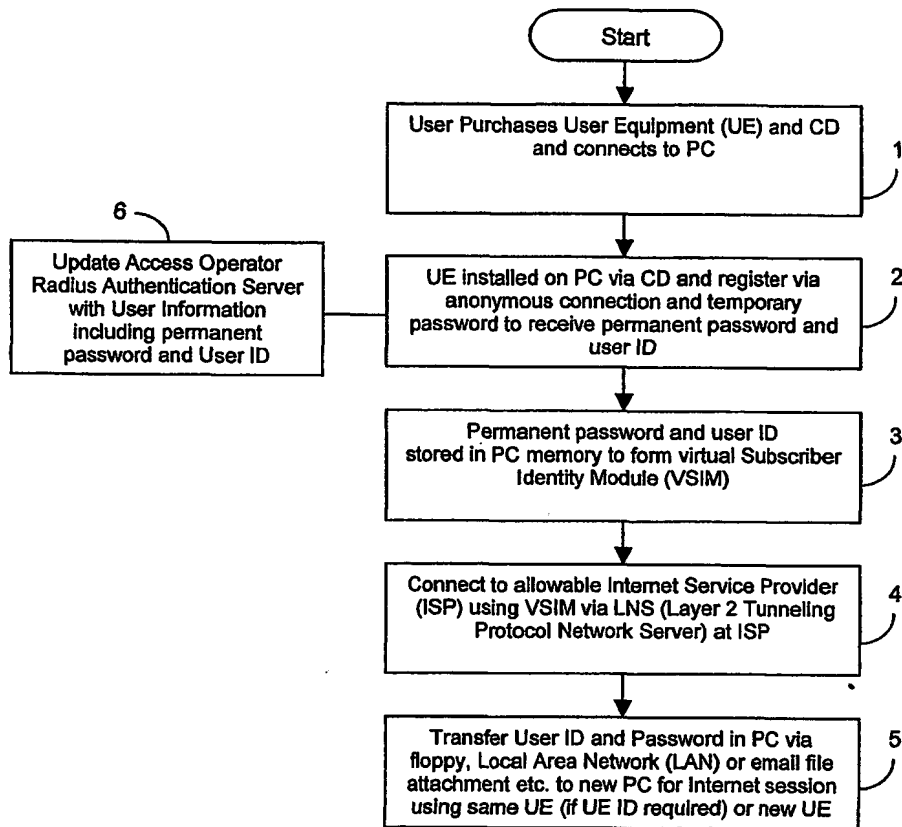 Start
User Purchases User Equipment (UE) and CD
and connects to PC
1
6
Update Access Operator
Radius Authentication Server
with User Information
including permanent
password and User ID
UE installed on PC via CD and register via
anonymous connection and temporary
password to receive permanent password and
user ID
2
Permanent password and user ID
stored in PC memory to form virtual Subscriber
Identity Module (VSIM)
3
Connect to allowable Internet Service Provider
(ISP) using VSIM via LNS (Layer 2 Tunneling
Protocol Network Server) at ISP
4
Transfer User ID and Password in PC via
floppy, Local Area Network (LAN) or email file
attachment etc. to new PC for Internet session
using same UE (if UE ID required) or new UE
5